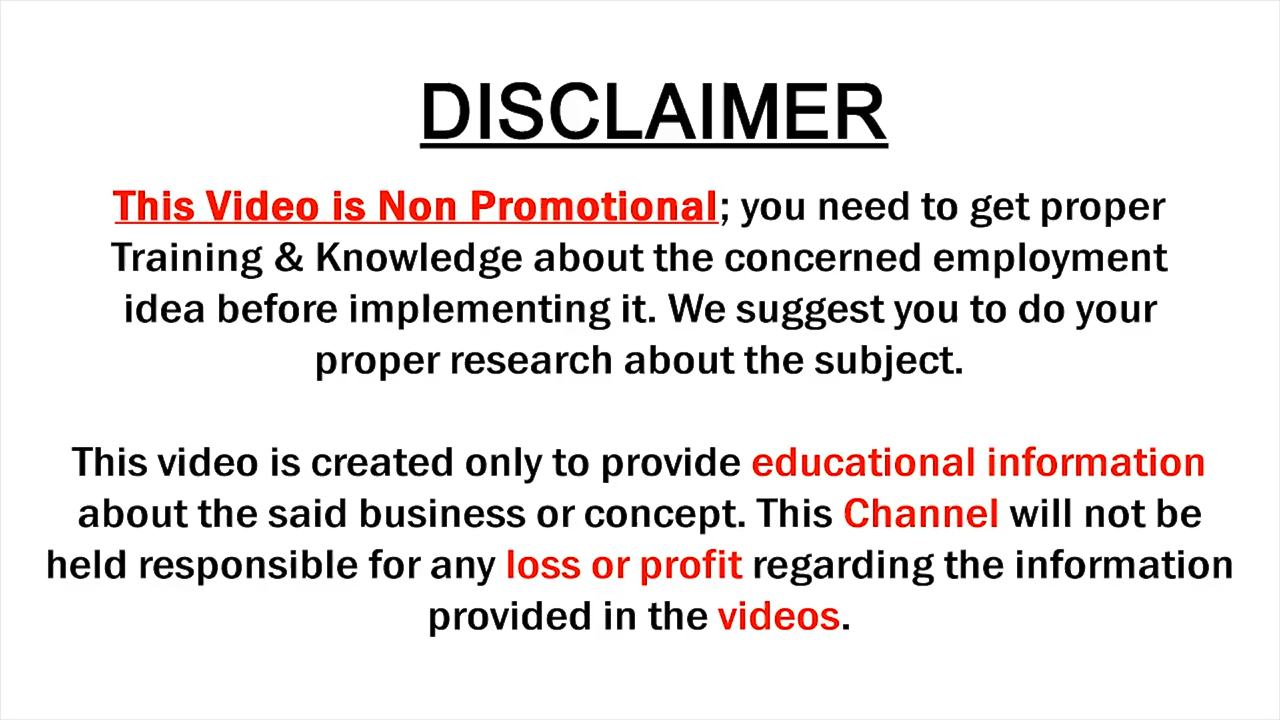 DISCLAIMER
This Video is Non Promotional; you need to get proper
Training & Knowledge about the concerned employment
idea before implementing it. We suggest you to do your
proper research about the subject.
This video is created only to provide educational information
about the said business or concept. This Channel will not be
held responsible for any loss or profit regarding the information
provided in the videos.